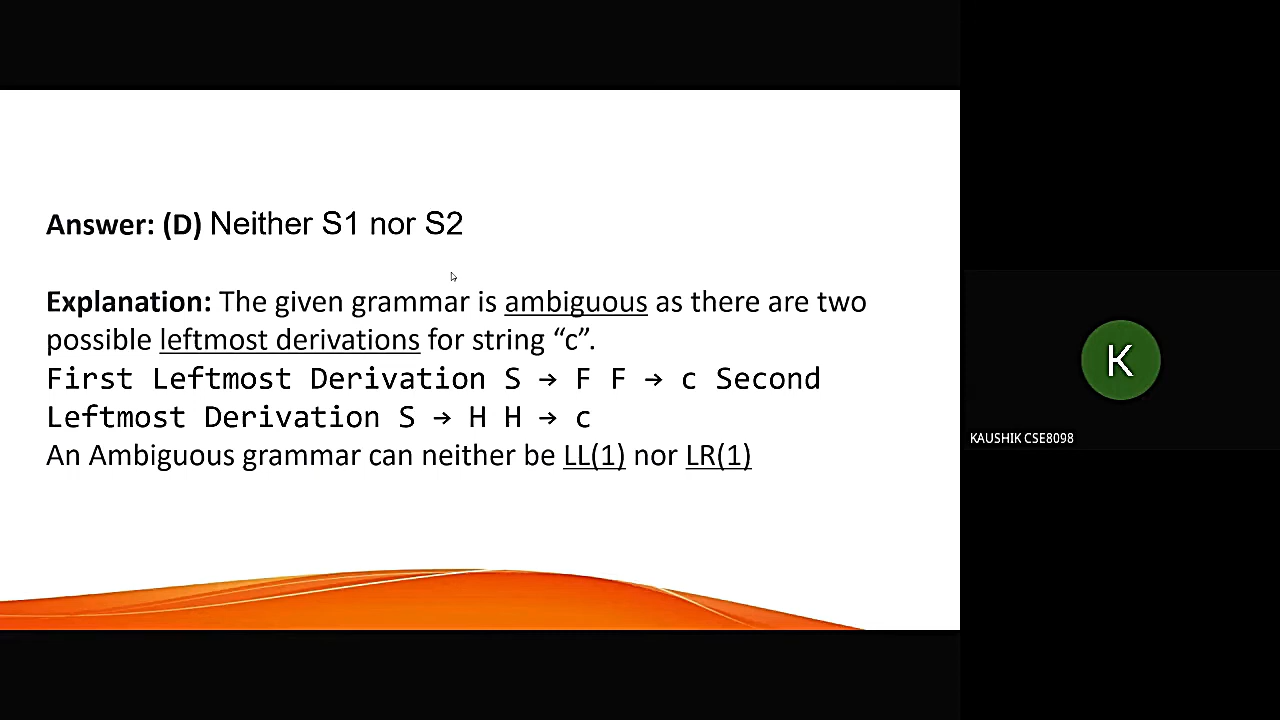 Answer: (D) Neither S1 nor S2
Explanation: The given grammar is ambiguous as there are two
possible leftmost derivations for string “c”.
First Leftmost Derivation S → F F → c Second
Leftmost Derivation S → H H → c
An Ambiguous grammar can neither be LL(1) nor LR(1)
K
KAUSHIK CSE8098